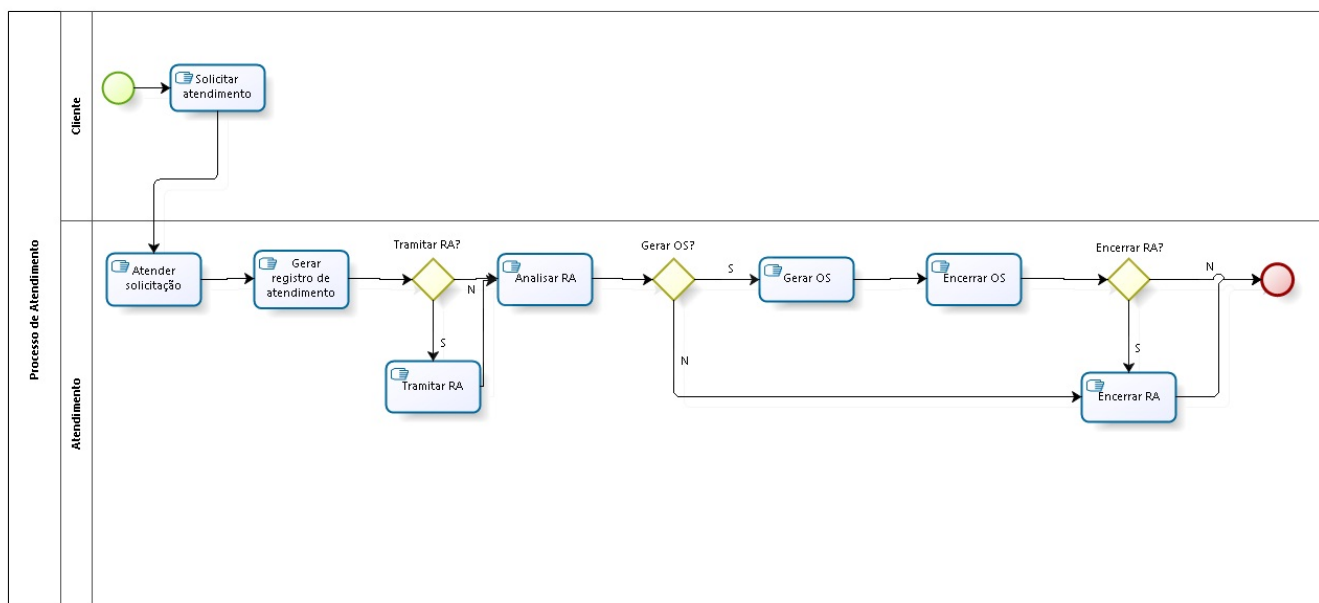 Processo de Atendimento
Cliente
Solicitar
atendimento
Atendimento
Atender
solicitação
Gerar
registro de
atendimento
Tramitar RA?
N
S
Tramitar RA
Analisar RA
Gerar OS?
S
N
Gerar OS
Encerrar OS
Encerrar RA?
N
S
Encerrar RA